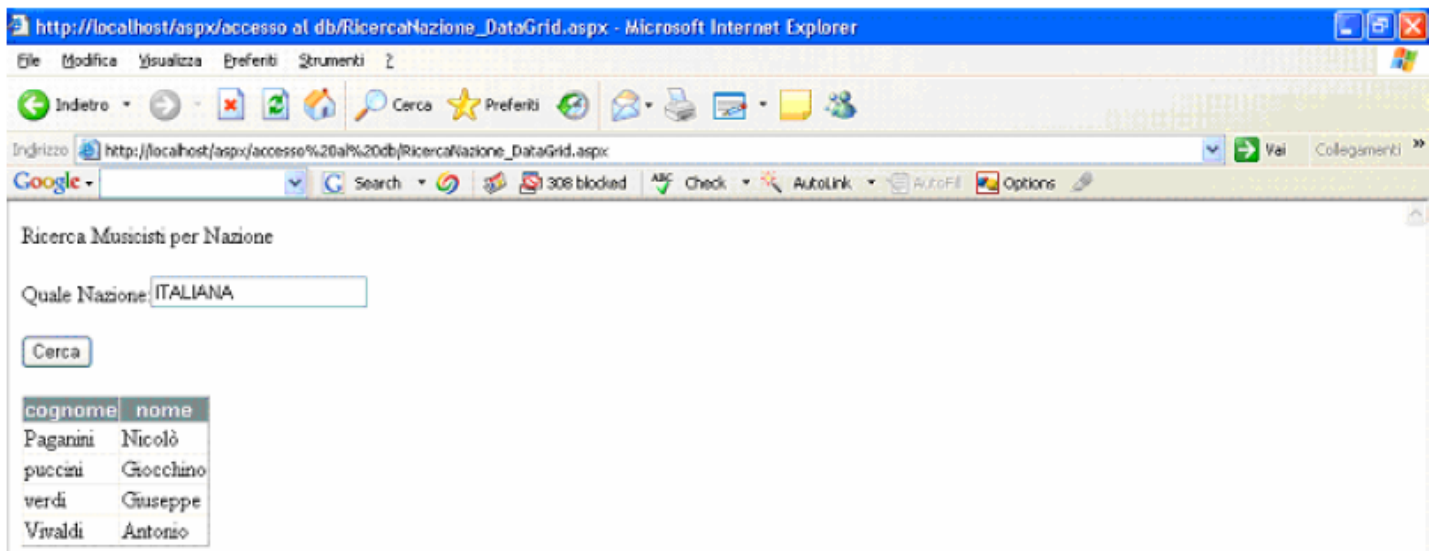 http://localhost/aspx/accesso al db/RicercaNazione_DataGrid.aspx - Microsoft Internet Explorer
File Modifica Visualizza Preferiti Strumenti ?
Indietro Cerca Preferiti
Indirizzo http://localhost/aspx/accesso%20al%20db/RicercaNazione_DataGrid.aspx Vai Collegamenti »
Google Search 308 blocked ABC Check AutoLink AutoFill Options
Ricerca Musicisti per Nazione
Quale Nazione: ITALIANA
Cerca
cognome nome
Paganini Nicolò
puccini Giocchino
verdi Giuseppe
Vivaldi Antonio